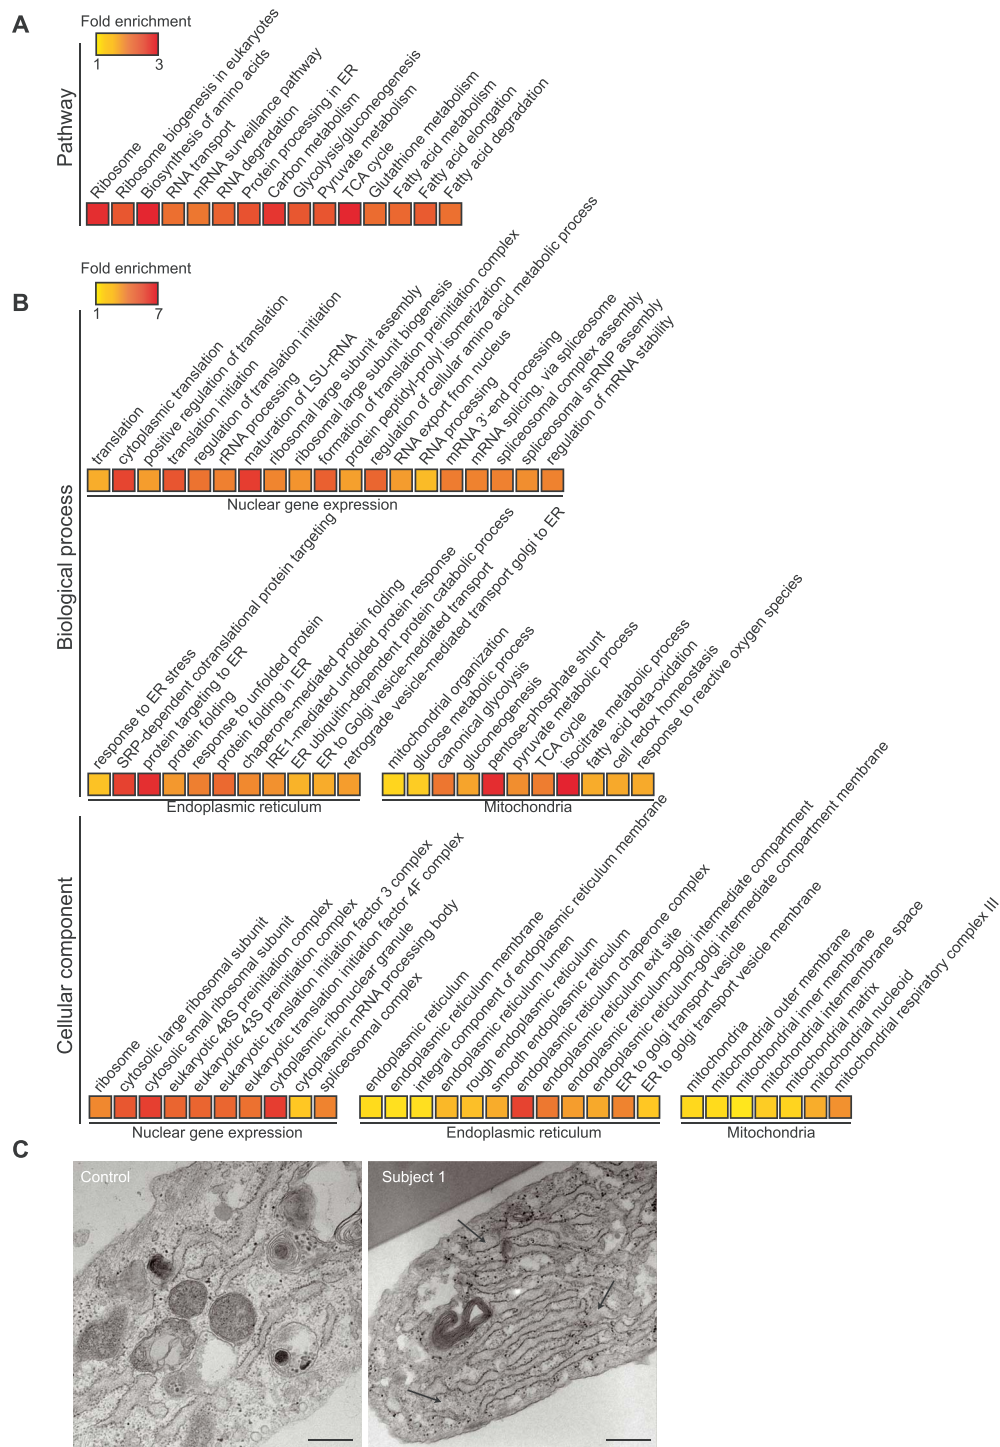 A
Fold enrichment
1 3
Pathway
Ribosome
Ribosome biogenesis in eukaryotes
Biosynthesis of amino acids
RNA transport
mRNA surveillance pathway
RNA degradation
Protein processing in ER
Carbon metabolism
Glycolysis/gluconeogenesis
Pyruvate metabolism
TCA cycle
Glutathione metabolism
Fatty acid metabolism
Fatty acid elongation
Fatty acid degradation
B
Fold enrichment
1 7
Biological process
translation
cytoplasmic translation
positive regulation of translation
translation initiation
regulation of translation initiation
rRNA processing
maturation of LSU-rRNA
ribosomal large subunit assembly
ribosomal large subunit biogenesis
formation of translation preinitiation complex
protein peptidyl-prolyl isomerization
regulation of cellular amino acid metabolic process
RNA export from nucleus
RNA processing
mRNA 3'-end processing
mRNA splicing, via spliceosome
spliceosomal complex assembly
spliceosomal snRNP assembly
regulation of mRNA stability
Nuclear gene expression
response to ER stress
SRP-dependent cotranslational protein targeting
protein targeting to ER
protein folding
response to unfolded protein
protein folding in ER
chaperone-mediated protein folding
IRE1-mediated unfolded protein response
ER ubiquitin-dependent protein catabolic process
ER to Golgi vesicle-mediated transport
retrograde vesicle-mediated transport golgi to ER
Endoplasmic reticulum
mitochondrial organization
glucose metabolic process
canonical glycolysis
gluconeogenesis
pentose-phosphate shunt
pyruvate metabolic process
TCA cycle
isocitrate metabolic process
fatty acid beta-oxidation
cell redox homeostasis
response to reactive oxygen species
Mitochondria
Cellular component
ribosome
cytosolic large ribosomal subunit
cytosolic small ribosomal subunit
eukaryotic 48S preinitiation complex
eukaryotic 43S preinitiation complex
eukaryotic translation initiation factor 3 complex
eukaryotic translation initiation factor 4F complex
cytoplasmic ribonuclear granule
cytoplasmic mRNA processing body
spliceosomal complex
Nuclear gene expression
endoplasmic reticulum
endoplasmic reticulum membrane
integral component of endoplasmic reticulum membrane
endoplasmic reticulum lumen
rough endoplasmic reticulum
smooth endoplasmic reticulum
endoplasmic reticulum chaperone complex
endoplasmic reticulum exit site
endoplasmic reticulum-golgi intermediate compartment
endoplasmic reticulum-golgi intermediate compartment membrane
ER to golgi transport vesicle
ER to golgi transport vesicle membrane
Endoplasmic reticulum
mitochondria
mitochondrial outer membrane
mitochondrial inner membrane
mitochondrial intermembrane space
mitochondrial matrix
mitochondrial nucleoid
mitochondrial respiratory complex III
Mitochondria
C
Control
Subject 1